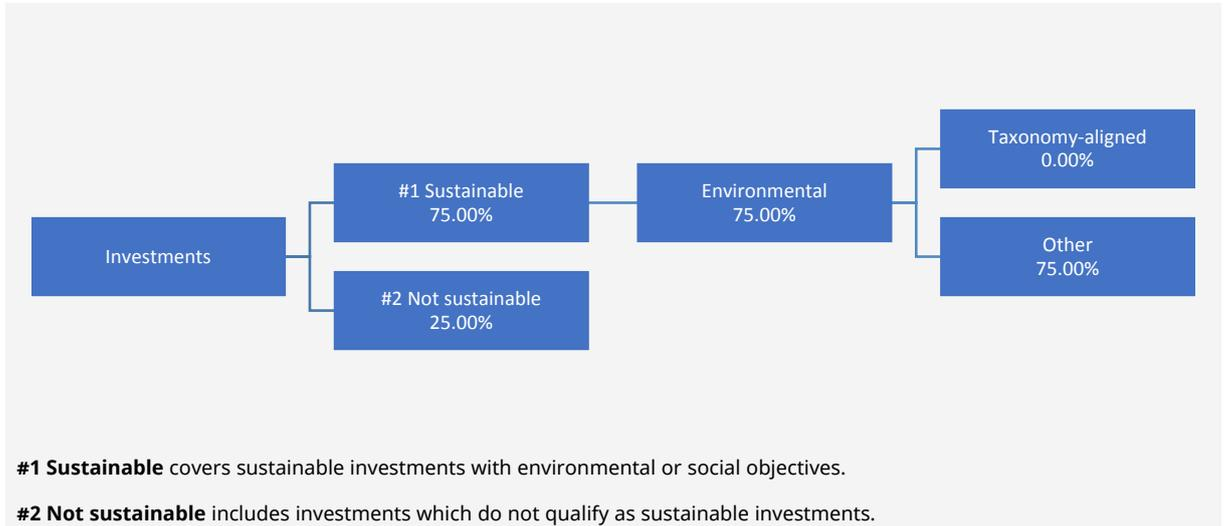 Investments
#1 Sustainable
75.00%
#2 Not sustainable
25.00%
Environmental
75.00%
Taxonomy-aligned
0.00%
Other
75.00%
#1 Sustainable covers sustainable investments with environmental or social objectives.
#2 Not sustainable includes investments which do not qualify as sustainable investments.